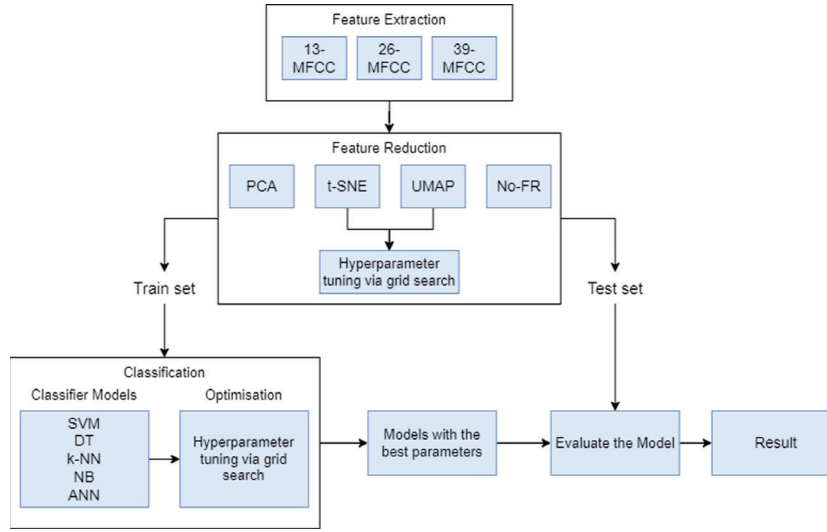 Feature Extraction
13-
MFCC
26-
MFCC
39-
MFCC
Feature Reduction
PCA
t-SNE
UMAP
No-FR
Hyperparameter
tuning via grid search
Train set
Test set
Classification
Classifier Models
Optimisation
SVM
DT
k-NN
NB
ANN
Hyperparameter
tuning via grid
search
Models with the
best parameters
Evaluate the Model
Result